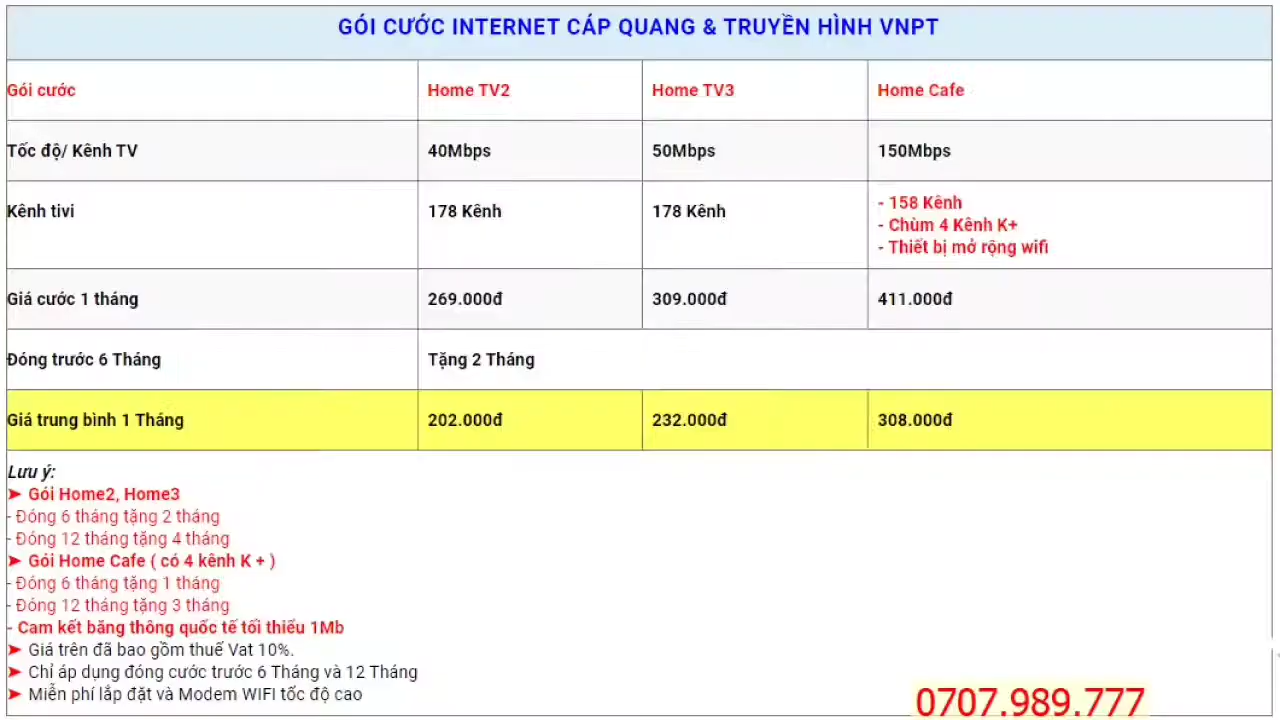 GÓI CƯỚC INTERNET CÁP QUANG & TRUYỀN HÌNH VNPT
Gói cước Home TV2 Home TV3 Home Cafe
Tốc độ/ Kênh TV 40Mbps 50Mbps 150Mbps
Kênh tivi 178 Kênh 178 Kênh - 158 Kênh
- Chùm 4 Kênh K+
- Thiết bị mở rộng wifi
Giá cước 1 tháng 269.000đ 309.000đ 411.000đ
Đóng trước 6 Tháng Tặng 2 Tháng
Giá trung bình 1 Tháng 202.000đ 232.000đ 308.000đ
Lưu ý:
➤ Gói Home2, Home3
- Đóng 6 tháng tặng 2 tháng
- Đóng 12 tháng tặng 4 tháng
➤ Gói Home Cafe ( có 4 kênh K + )
- Đóng 6 tháng tặng 1 tháng
- Đóng 12 tháng tặng 3 tháng
- Cam kết băng thông quốc tế tối thiểu 1Mb
➤ Giá trên đã bao gồm thuế Vat 10%.
➤ Chỉ áp dụng đóng cước trước 6 Tháng và 12 Tháng
➤ Miễn phí lắp đặt và Modem WIFI tốc độ cao
0707.989.777